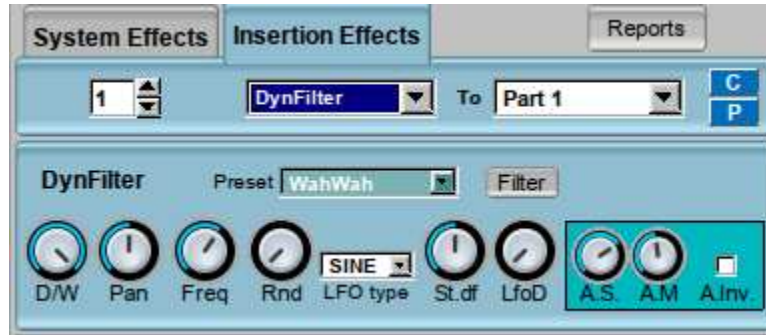 System Effects Insertion Effects Reports
1 DynFilter To Part 1 C
P
DynFilter Preset WahWah Filter
SINE
D/W Pan Freq Rnd LFO type St.df LfoD A.S. A.M A.Inv.